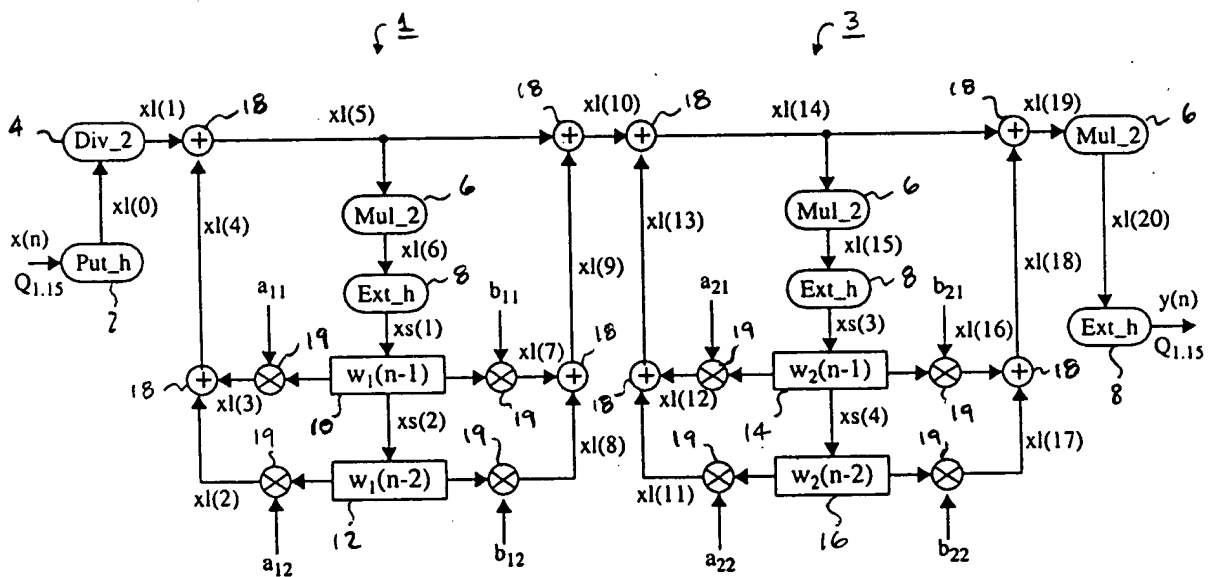 1
3
18
xl(10)
18
xl(19)
xl(1)
18
xl(5)
18
xl(14)
6
4
Div_2
+
+
+
+
Mul_2
6
6
xl(0)
xl(4)
Mul_2
xl(13)
Mul_2
xl(20)
x(n)
xl(6)
xl(9)
xl(15)
xl(18)
Put_h
8
8
b21
y(n)
Q1.15
a11
Ext_h
b11
a21
Ext_h
xl(16)
Ext_h
Q1.15
2
19
xs(1)
xl(7)
18
19
xs(3)
8
18
+
w1(n-1)
+
18
+
w2(n-1)
+
18
xl(3)
10
19
xl(12)
14
19
19
xs(2)
19
xl(8)
19
xs(4)
19
xl(17)
xl(2)
w1(n-2)
xl(11)
w2(n-2)
12
16
a12
b12
a22
b22